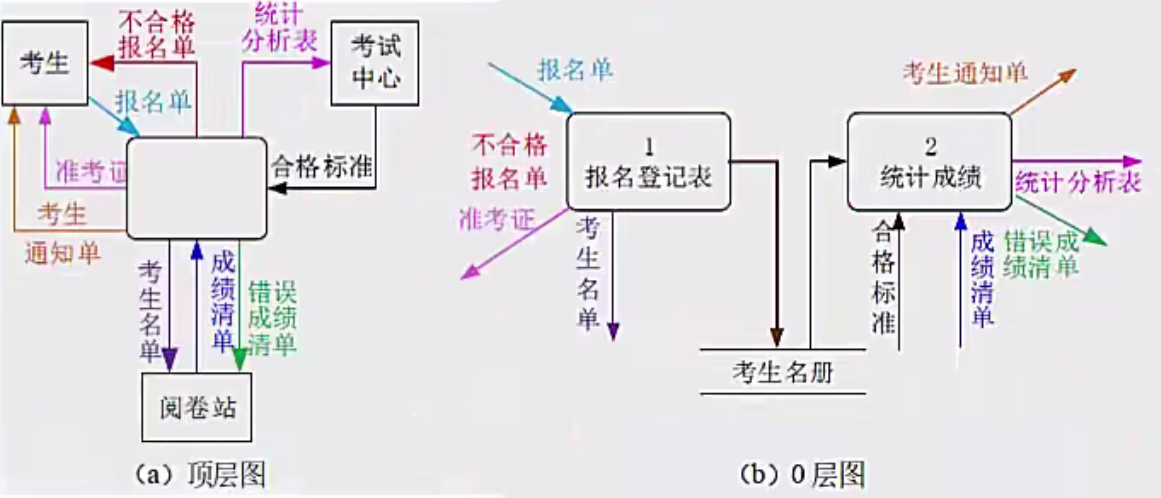 不合格
报名单
统计
分析表
考生
考试
中心
报名单
准考证
合格标准
考生
通知单
考生名单
成绩清单
错误
成绩
清单
阅卷站
(a) 顶层图
报名单
考生通知单
不合格
报名单
1
报名登记表
2
统计成绩
统计分析表
准考证
考生名单
合格标准
成绩清单
错误成
绩清单
考生名册
(b) 0 层图